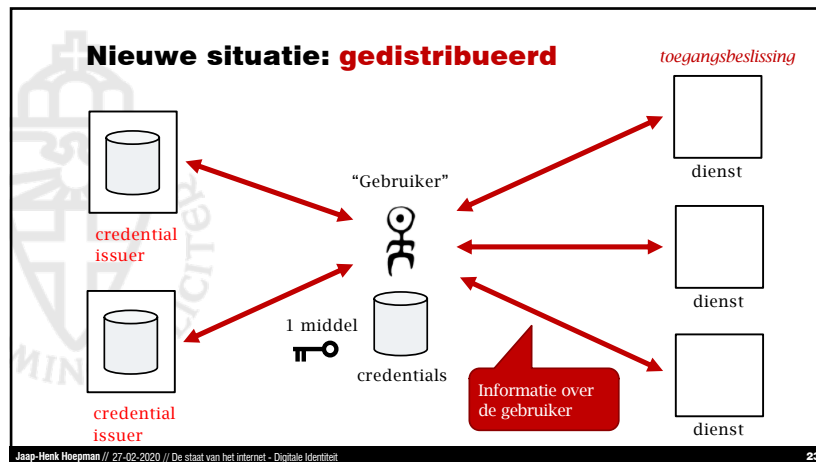 Nieuwe situatie: gedistribueerd
toegangsbeslissing
"Gebruiker"
dienst
credential
issuer
dienst
1 middel
credentials
Informatie over
de gebruiker
credential
issuer
dienst
Jaap-Henk Hoepman // 27-02-2020 // De staat van het internet - Digitale Identiteit
23